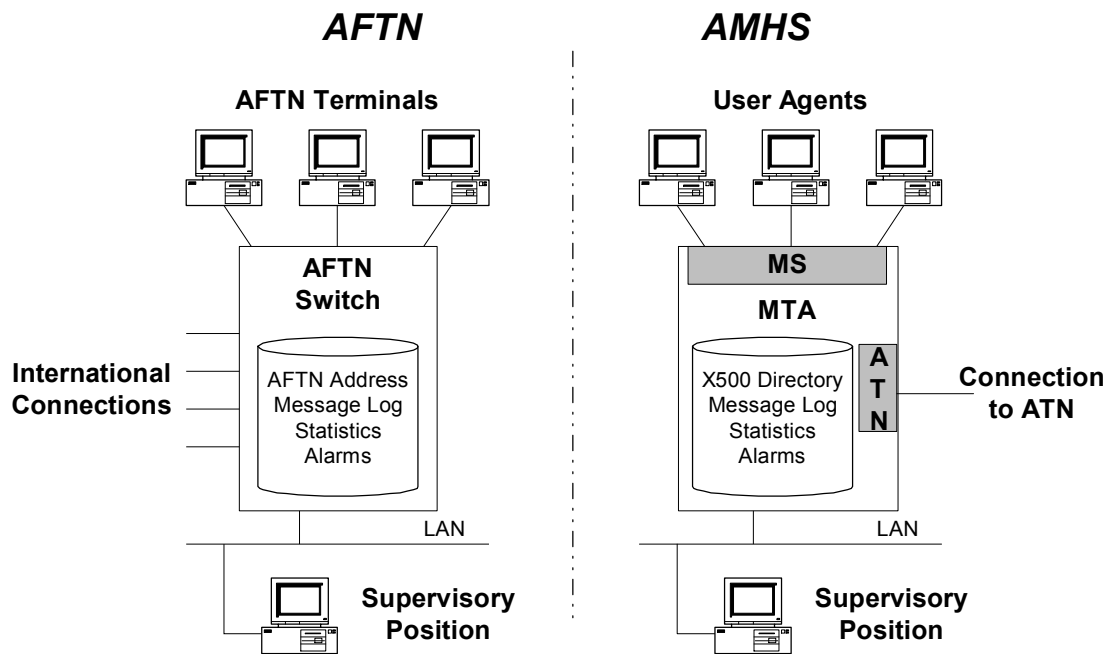 AFTN
AFTN Terminals
AFTN
Switch
International
Connections
AFTN Address
Message Log
Statistics
Alarms
LAN
Supervisory
Position
AMHS
User Agents
MS
MTA
X500 Directory
Message Log
Statistics
Alarms
A
T
N
Connection
to ATN
LAN
Supervisory
Position